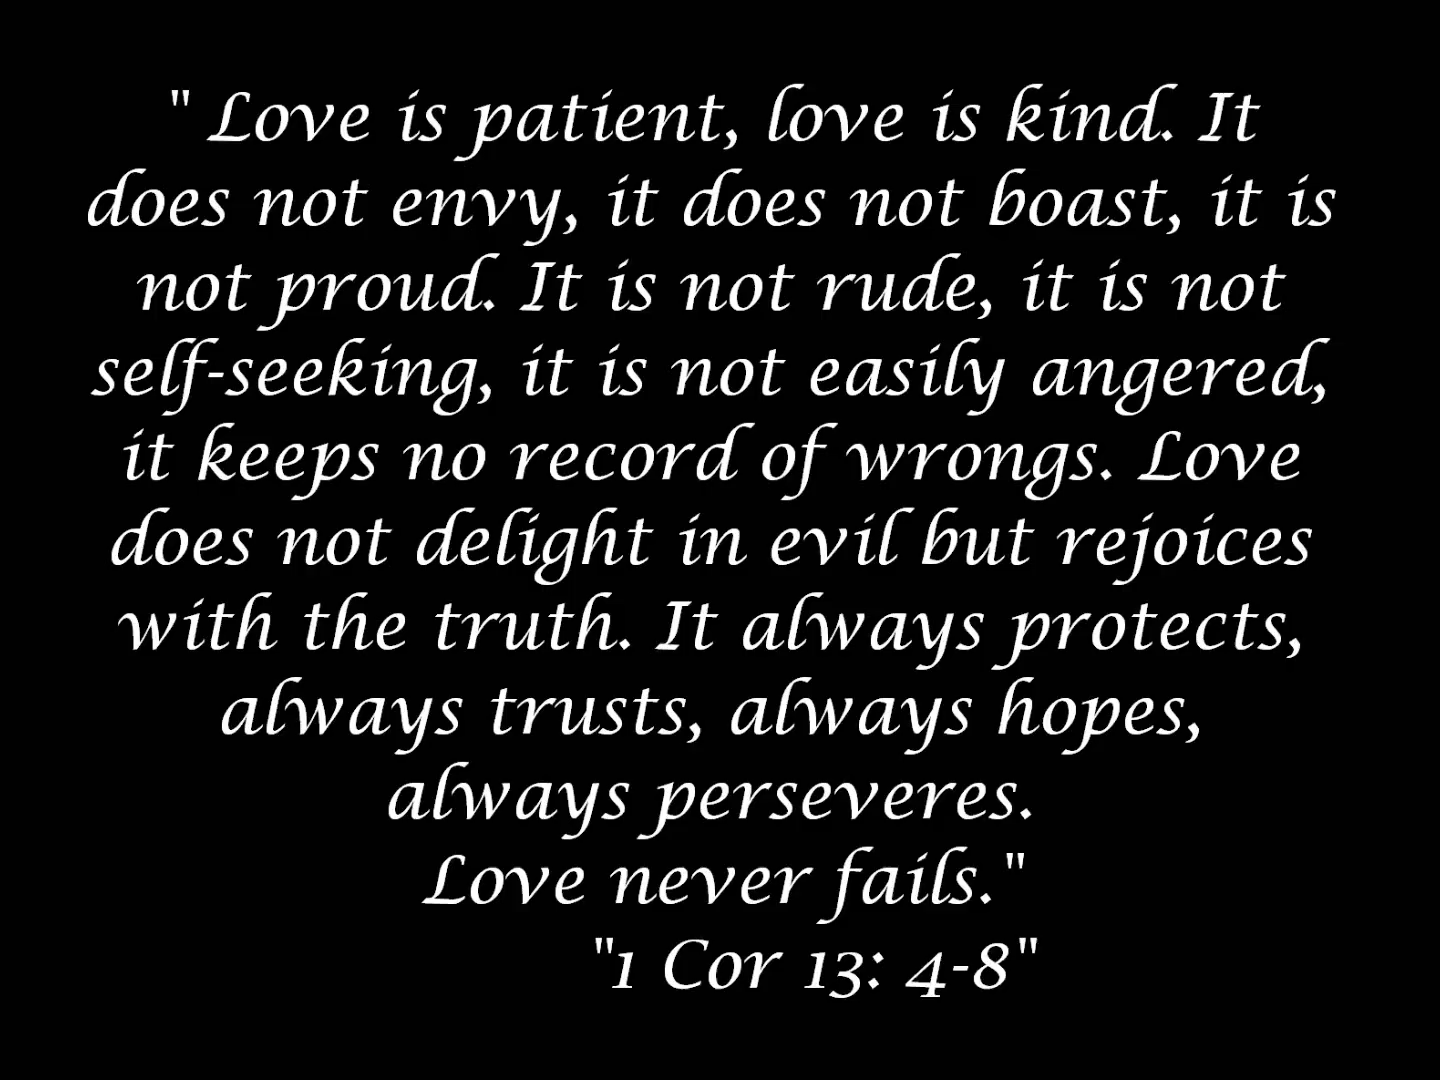 " Love is patient, love is kind. It
does not envy, it does not boast, it is
not proud. It is not rude, it is not
self-seeking, it is not easily angered,
it keeps no record of wrongs. Love
does not delight in evil but rejoices
with the truth. It always protects,
always trusts, always hopes,
always perseveres.
Love never fails."
"1 Cor 13: 4-8"